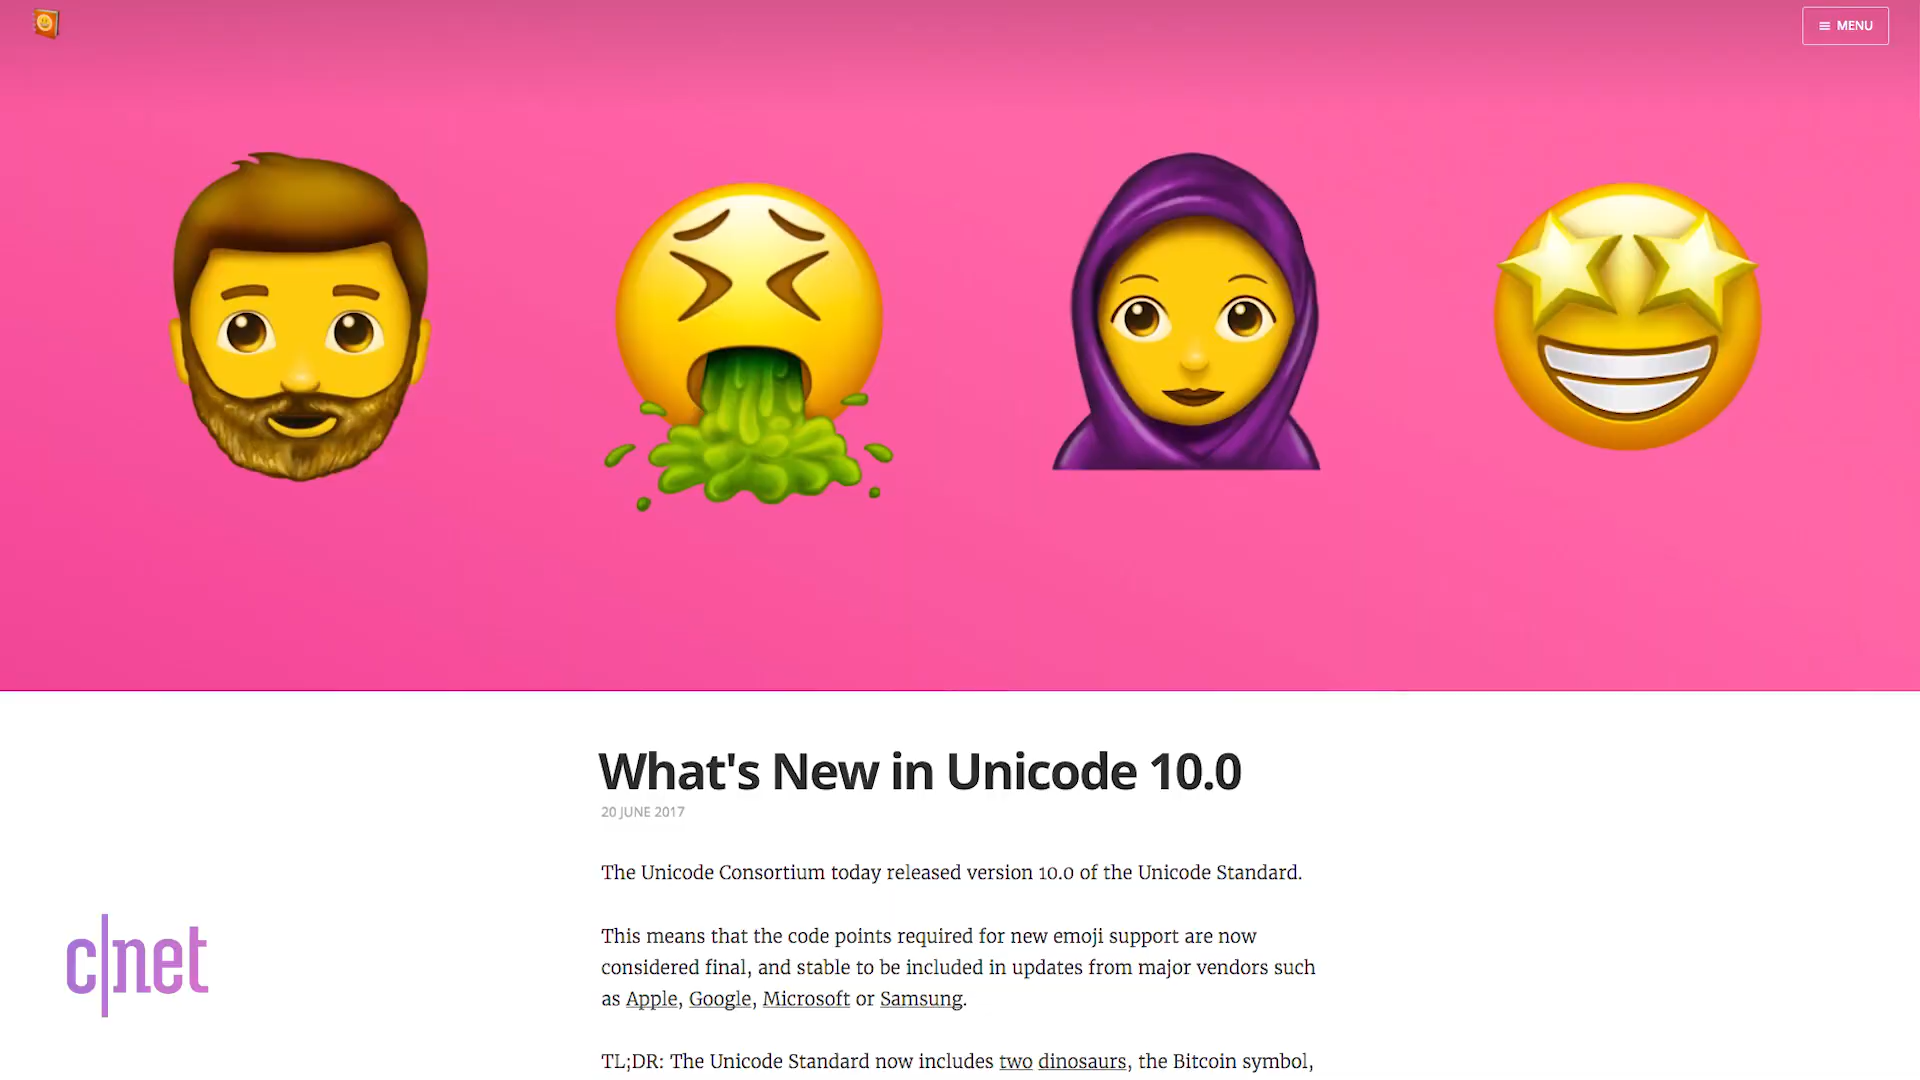 MENU
What's New in Unicode 10.0
20 JUNE 2017
The Unicode Consortium today released version 10.0 of the Unicode Standard.
This means that the code points required for new emoji support are now
considered final, and stable to be included in updates from major vendors such
as Apple, Google, Microsoft or Samsung.
c|net
TL;DR: The Unicode Standard now includes two dinosaurs, the Bitcoin symbol,